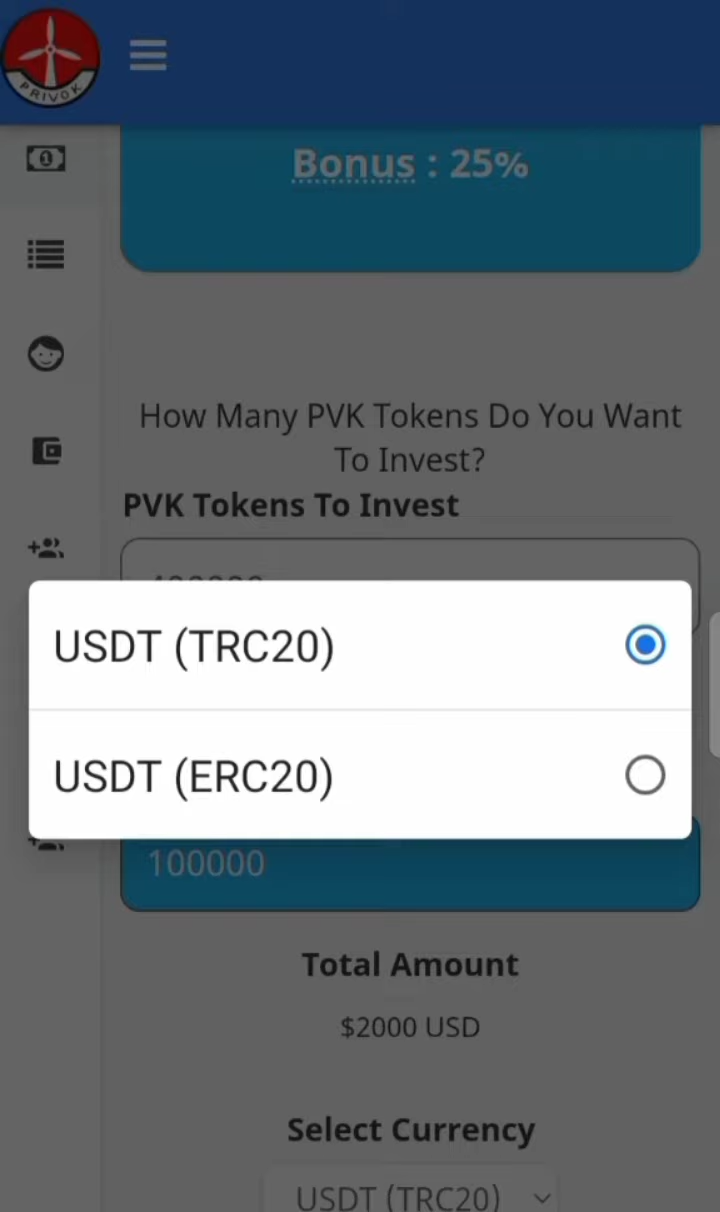 PRIVOK
Bonus : 25%
How Many PVK Tokens Do You Want
To Invest?
PVK Tokens To Invest
400000
USDT (TRC20)
USDT (ERC20)
100000
Total Amount
$2000 USD
Select Currency
USDT (TRC20)